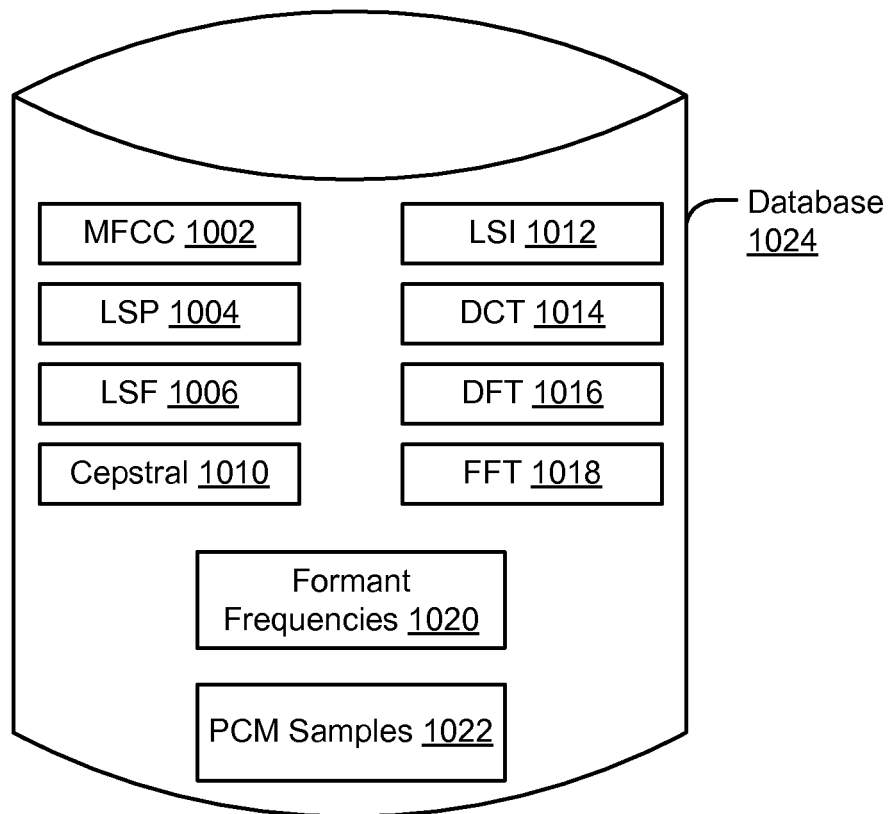 MFCC 1002
LSP 1004
LSF 1006
Cepstral 1010
LSI 1012
DCT 1014
DFT 1016
FFT 1018
Formant
Frequencies 1020
PCM Samples 1022
Database
1024